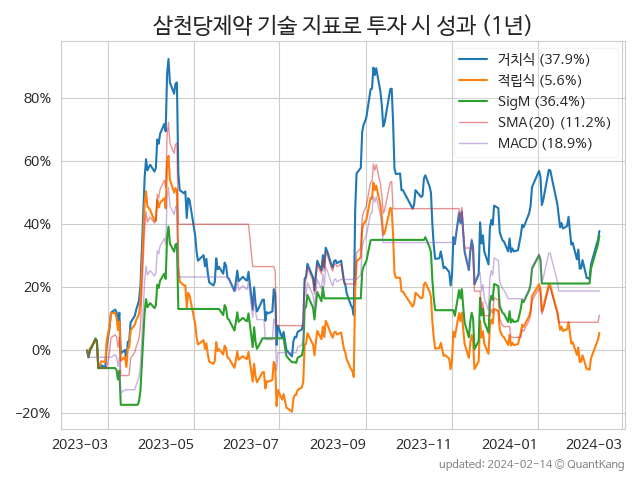 삼천당제약 기술 지표로 투자 시 성과 (1년)
거치식 (37.9%)
적립식 (5.6%)
SigM (36.4%)
SMA(20) (11.2%)
MACD (18.9%)
80%
60%
40%
20%
0%
−20%
2023-03 2023-05 2023-07 2023-09 2023-11 2024-01 2024-03
updated: 2024-02-14 © QuantKang